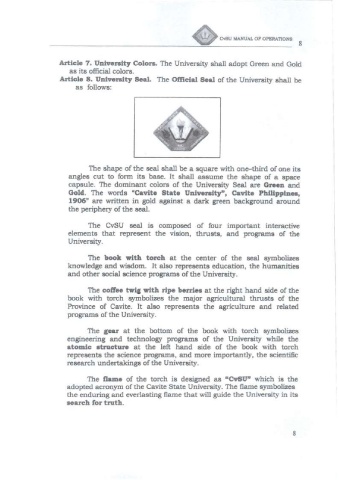 CvSU MANUAL OF OPERATIONS 8
Article 7. University Colors. The University shall adopt Green and Gold
as its official colors.
Article 8. University Seal. The Official Seal of the University shall be
as follows:
The shape of the seal shall be a square with one-third of one its
angles cut to form its base. It shall assume the shape of a space
capsule. The dominant colors of the University Seal are Green and
Gold. The words "Cavite State University", Cavite Philippines,
1906" are written in gold against a dark green background around
the periphery of the seal.
The CvSU seal is composed of four important interactive
elements that represent the vision, thrusts, and programs of the
University.
The book with torch at the center of the seal symbolizes
knowledge and wisdom. It also represents education, the humanities
and other social science programs of the University.
The coffee twig with ripe berries at the right hand side of the
book with torch symbolizes the major agricultural thrusts of the
Province of Cavite. It also represents the agriculture and related
programs of the University.
The gear at the bottom of the book with torch symbolizes
engineering and technology programs of the University while the
atomic structure at the left hand side of the book with torch
represents the science programs, and more importantly, the scientific
research undertakings of the University.
The flame of the torch is designed as "CvSU" which is the
adopted acronym of the Cavite State University. The flame symbolizes
the enduring and everlasting flame that will guide the University in its
search for truth.
8